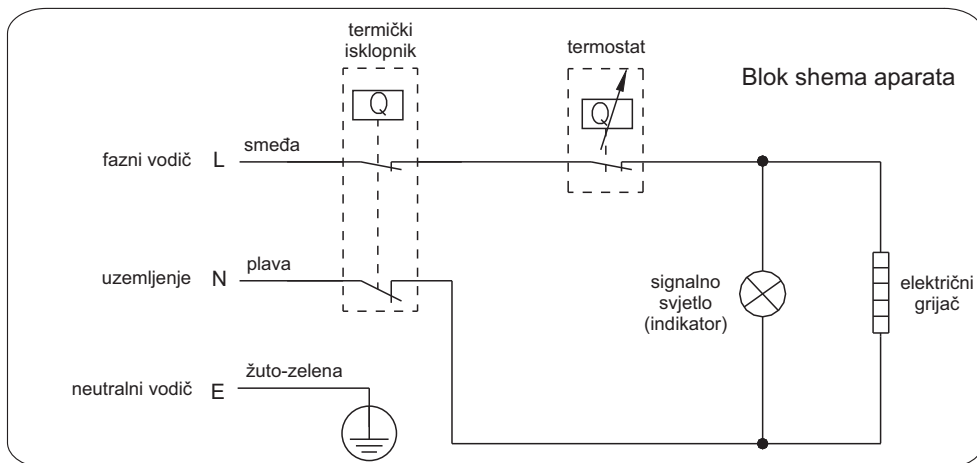 termički
isklopnik
termostat
Blok shema aparata
Q
Q
fazni vodič L smeđa
uzemljenje N plava
signalno
svjetlo
(indikator)
električni
grijač
neutralni vodič E žuto-zelena